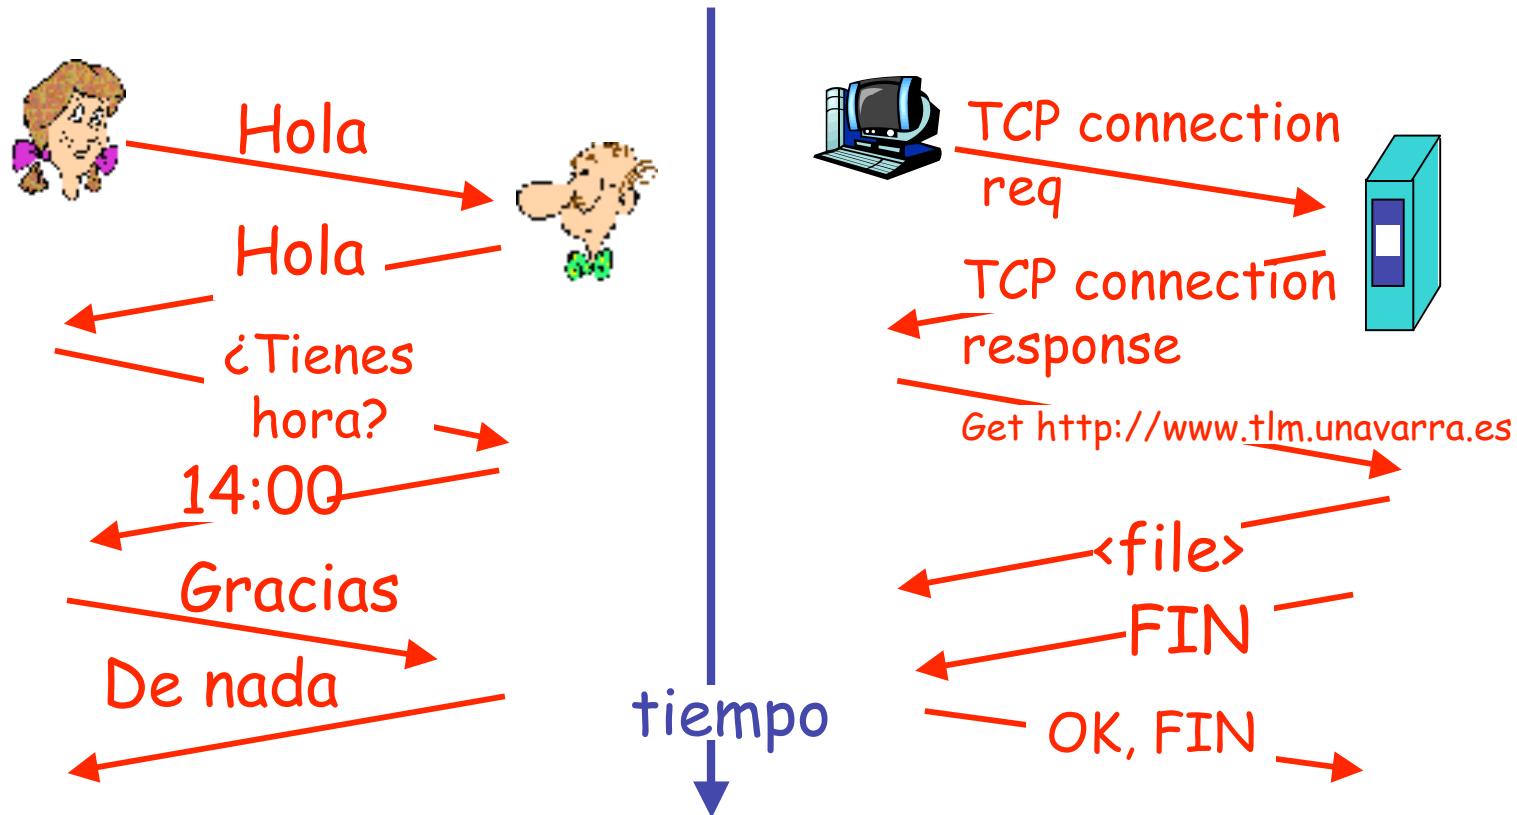 Hola
Hola
¿Tienes
hora?
14:00
Gracias
De nada
tiempo
TCP connection
req
TCP connection
response
Get http://www.tlm.unavarra.es
<file>
FIN
OK, FIN